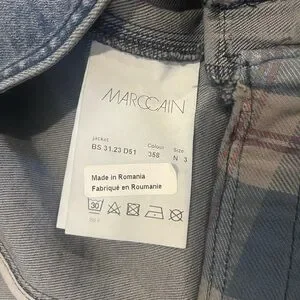 MARCCAIN
jacket Colour Size
BS 31.23 D51 358 N 3
Made in Romania
Fabriqué en Roumanie
30